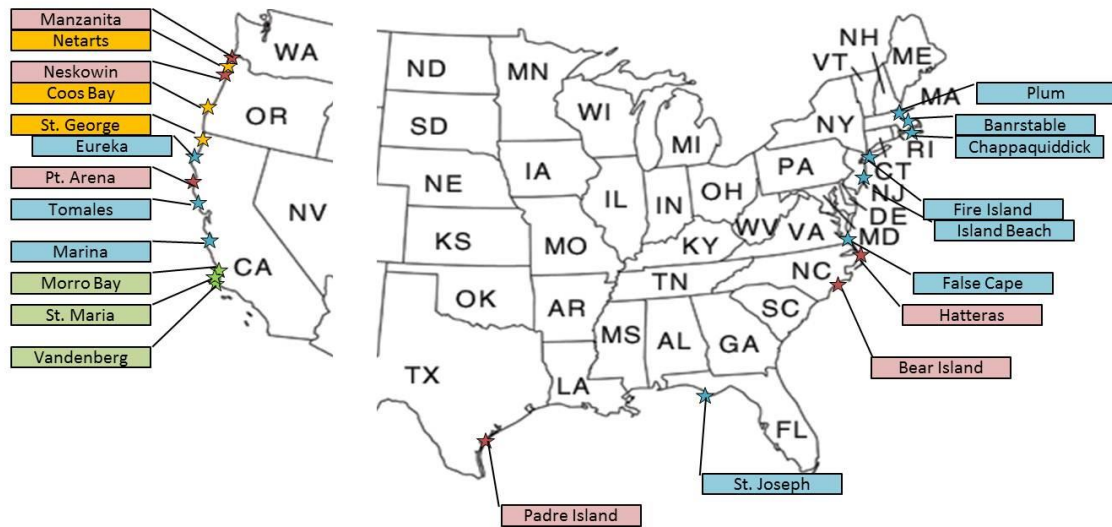 Manzanita
Netarts
Neskowin
Coos Bay
St. George
Eureka
Pt. Arena
Tomales
Marina
Morro Bay
St. Maria
Vandenberg
WA
OR
NV
CA
ND
SD
NE
KS
OK
TX
MN
IA
MO
AR
LA
WI
IL
MS
MI
IN
KY
TN
AL
OH
WV
GA
FL
SC
NC
VA
PA
NY
VT
NH
ME
MA
RI
CT
NJ
DE
MD
Plum
Banrstable
Chappaquiddick
Fire Island
Island Beach
False Cape
Hatteras
Bear Island
St. Joseph
Padre Island